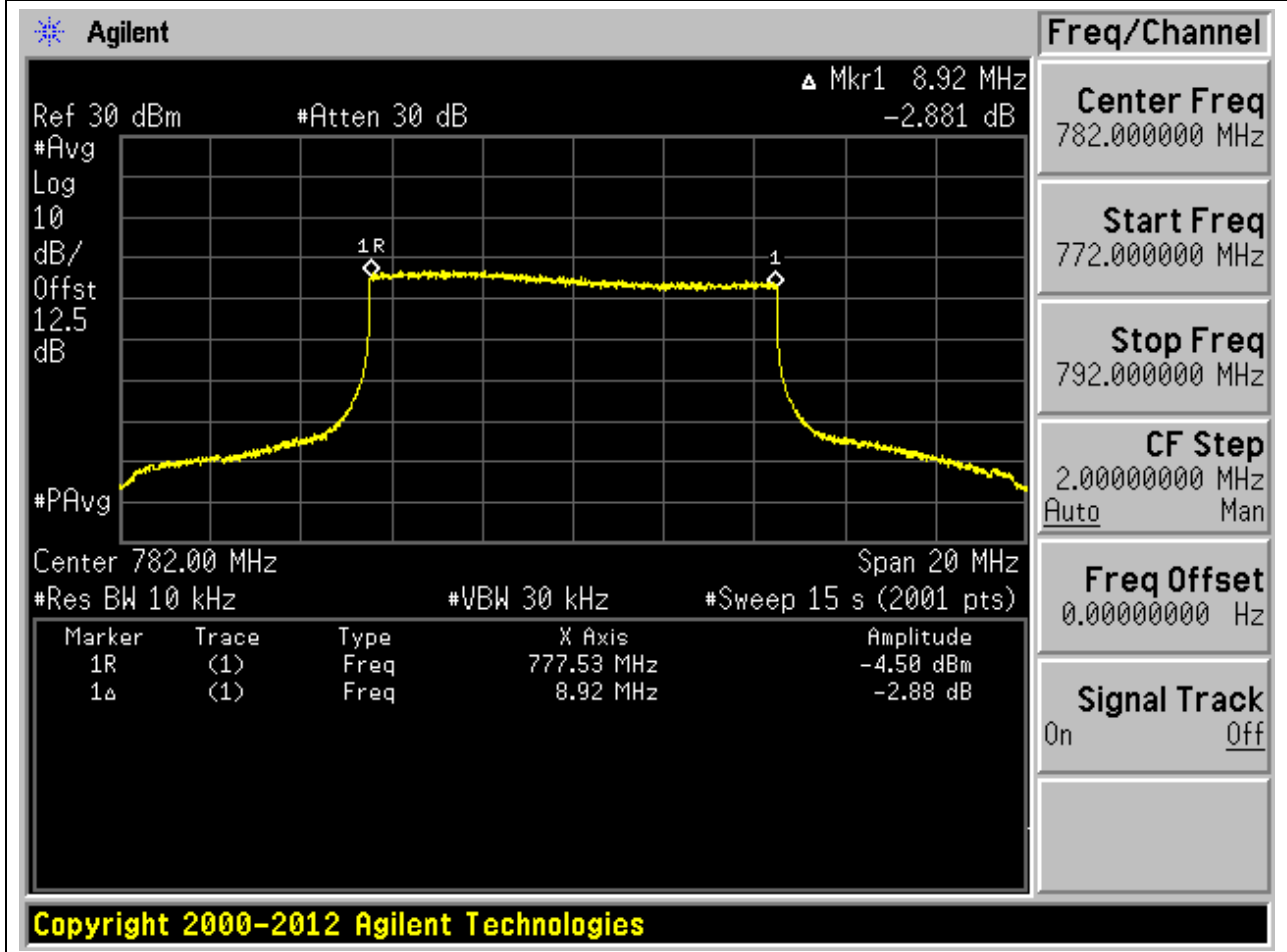 Agilent
Freq/Channel
Δ Mkr1 8.92 MHz
Ref 30 dBm #Atten 30 dB -2.881 dB
#Avg
Log
10
dB/
Offst
12.5
dB
1R
1
#PAvg
Center 782.00 MHz Span 20 MHz
#Res BW 10 kHz #VBW 30 kHz #Sweep 15 s (2001 pts)
Marker Trace Type X Axis Amplitude
1R (1) Freq 777.53 MHz -4.50 dBm
1Δ (1) Freq 8.92 MHz -2.88 dB
Center Freq
782.000000 MHz
Start Freq
772.000000 MHz
Stop Freq
792.000000 MHz
CF Step
2.00000000 MHz
Auto Man
Freq Offset
0.00000000 Hz
Signal Track
On Off
Copyright 2000-2012 Agilent Technologies